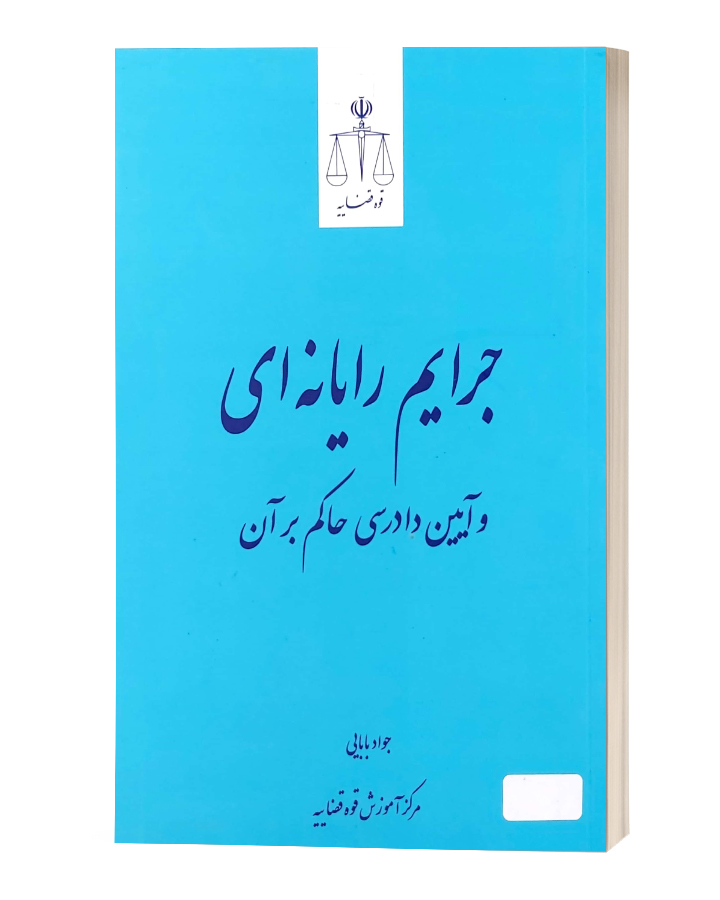 قوه قضاییه
جرایم رایانه‌ای
و آیین دادرسی حاکم بر آن
جواد بابایی
مرکز آموزش قوه قضاییه